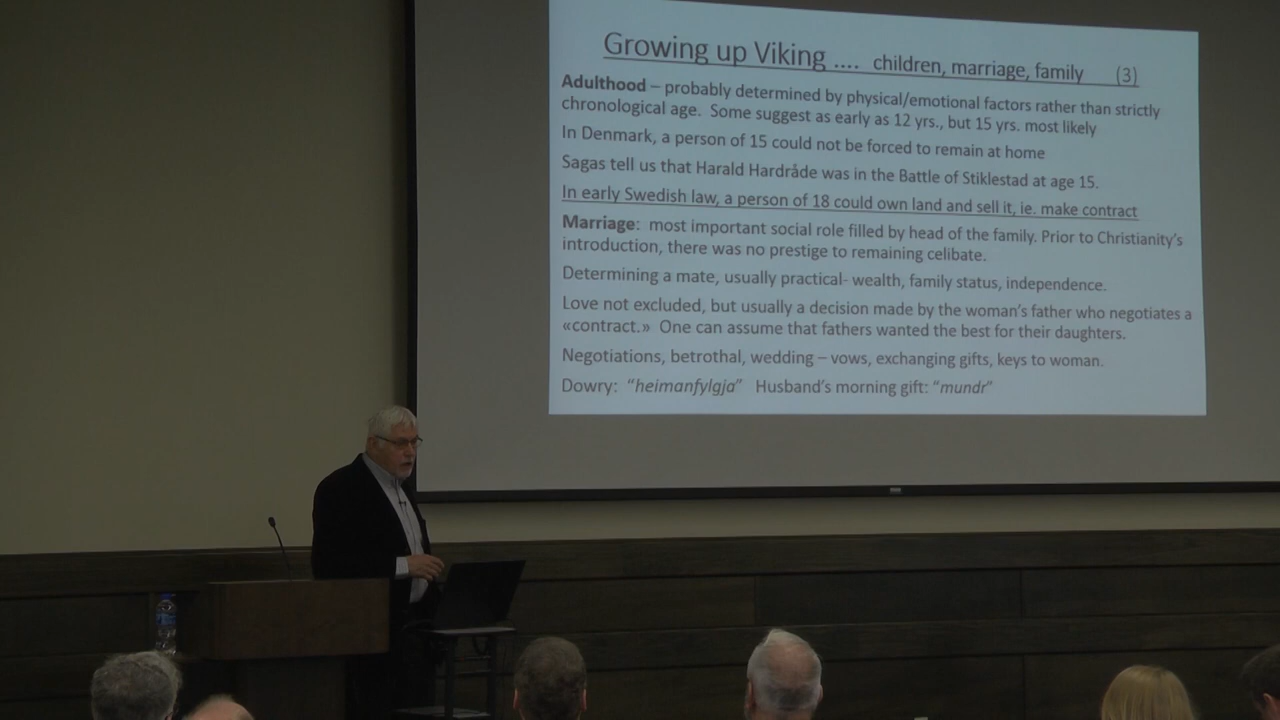 Growing up Viking .... children, marriage, family (3)
Adulthood – probably determined by physical/emotional factors rather than strictly
chronological age. Some suggest as early as 12 yrs., but 15 yrs. most likely
In Denmark, a person of 15 could not be forced to remain at home
Sagas tell us that Harald Hardråde was in the Battle of Stiklestad at age 15.
In early Swedish law, a person of 18 could own land and sell it, ie. make contract
Marriage: most important social role filled by head of the family. Prior to Christianity's
introduction, there was no prestige to remaining celibate.
Determining a mate, usually practical- wealth, family status, independence.
Love not excluded, but usually a decision made by the woman's father who negotiates a
«contract.» One can assume that fathers wanted the best for their daughters.
Negotiations, betrothal, wedding – vows, exchanging gifts, keys to woman.
Dowry: "heimanfylgja" Husband's morning gift: "mundr"